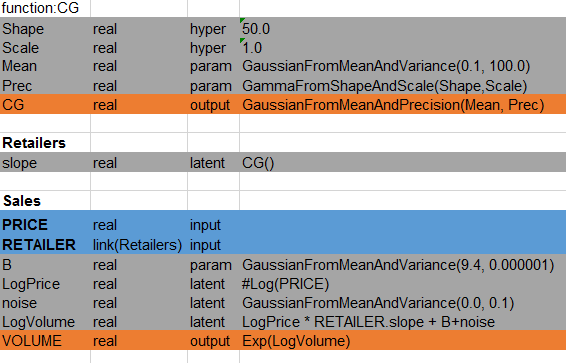 function:CG
Shape real hyper 50.0
Scale real hyper 1.0
Mean real param GaussianFromMeanAndVariance(0.1, 100.0)
Prec real param GammaFromShapeAndScale(Shape,Scale)
CG real output GaussianFromMeanAndPrecision(Mean, Prec)
Retailers
slope real latent CG()
Sales
PRICE real input
RETAILER link(Retailers) input
B real param GaussianFromMeanAndVariance(9.4, 0.000001)
LogPrice real latent #Log(PRICE)
noise real latent GaussianFromMeanAndVariance(0.0, 0.1)
LogVolume real latent LogPrice * RETAILER.slope + B+noise
VOLUME real output Exp(LogVolume)